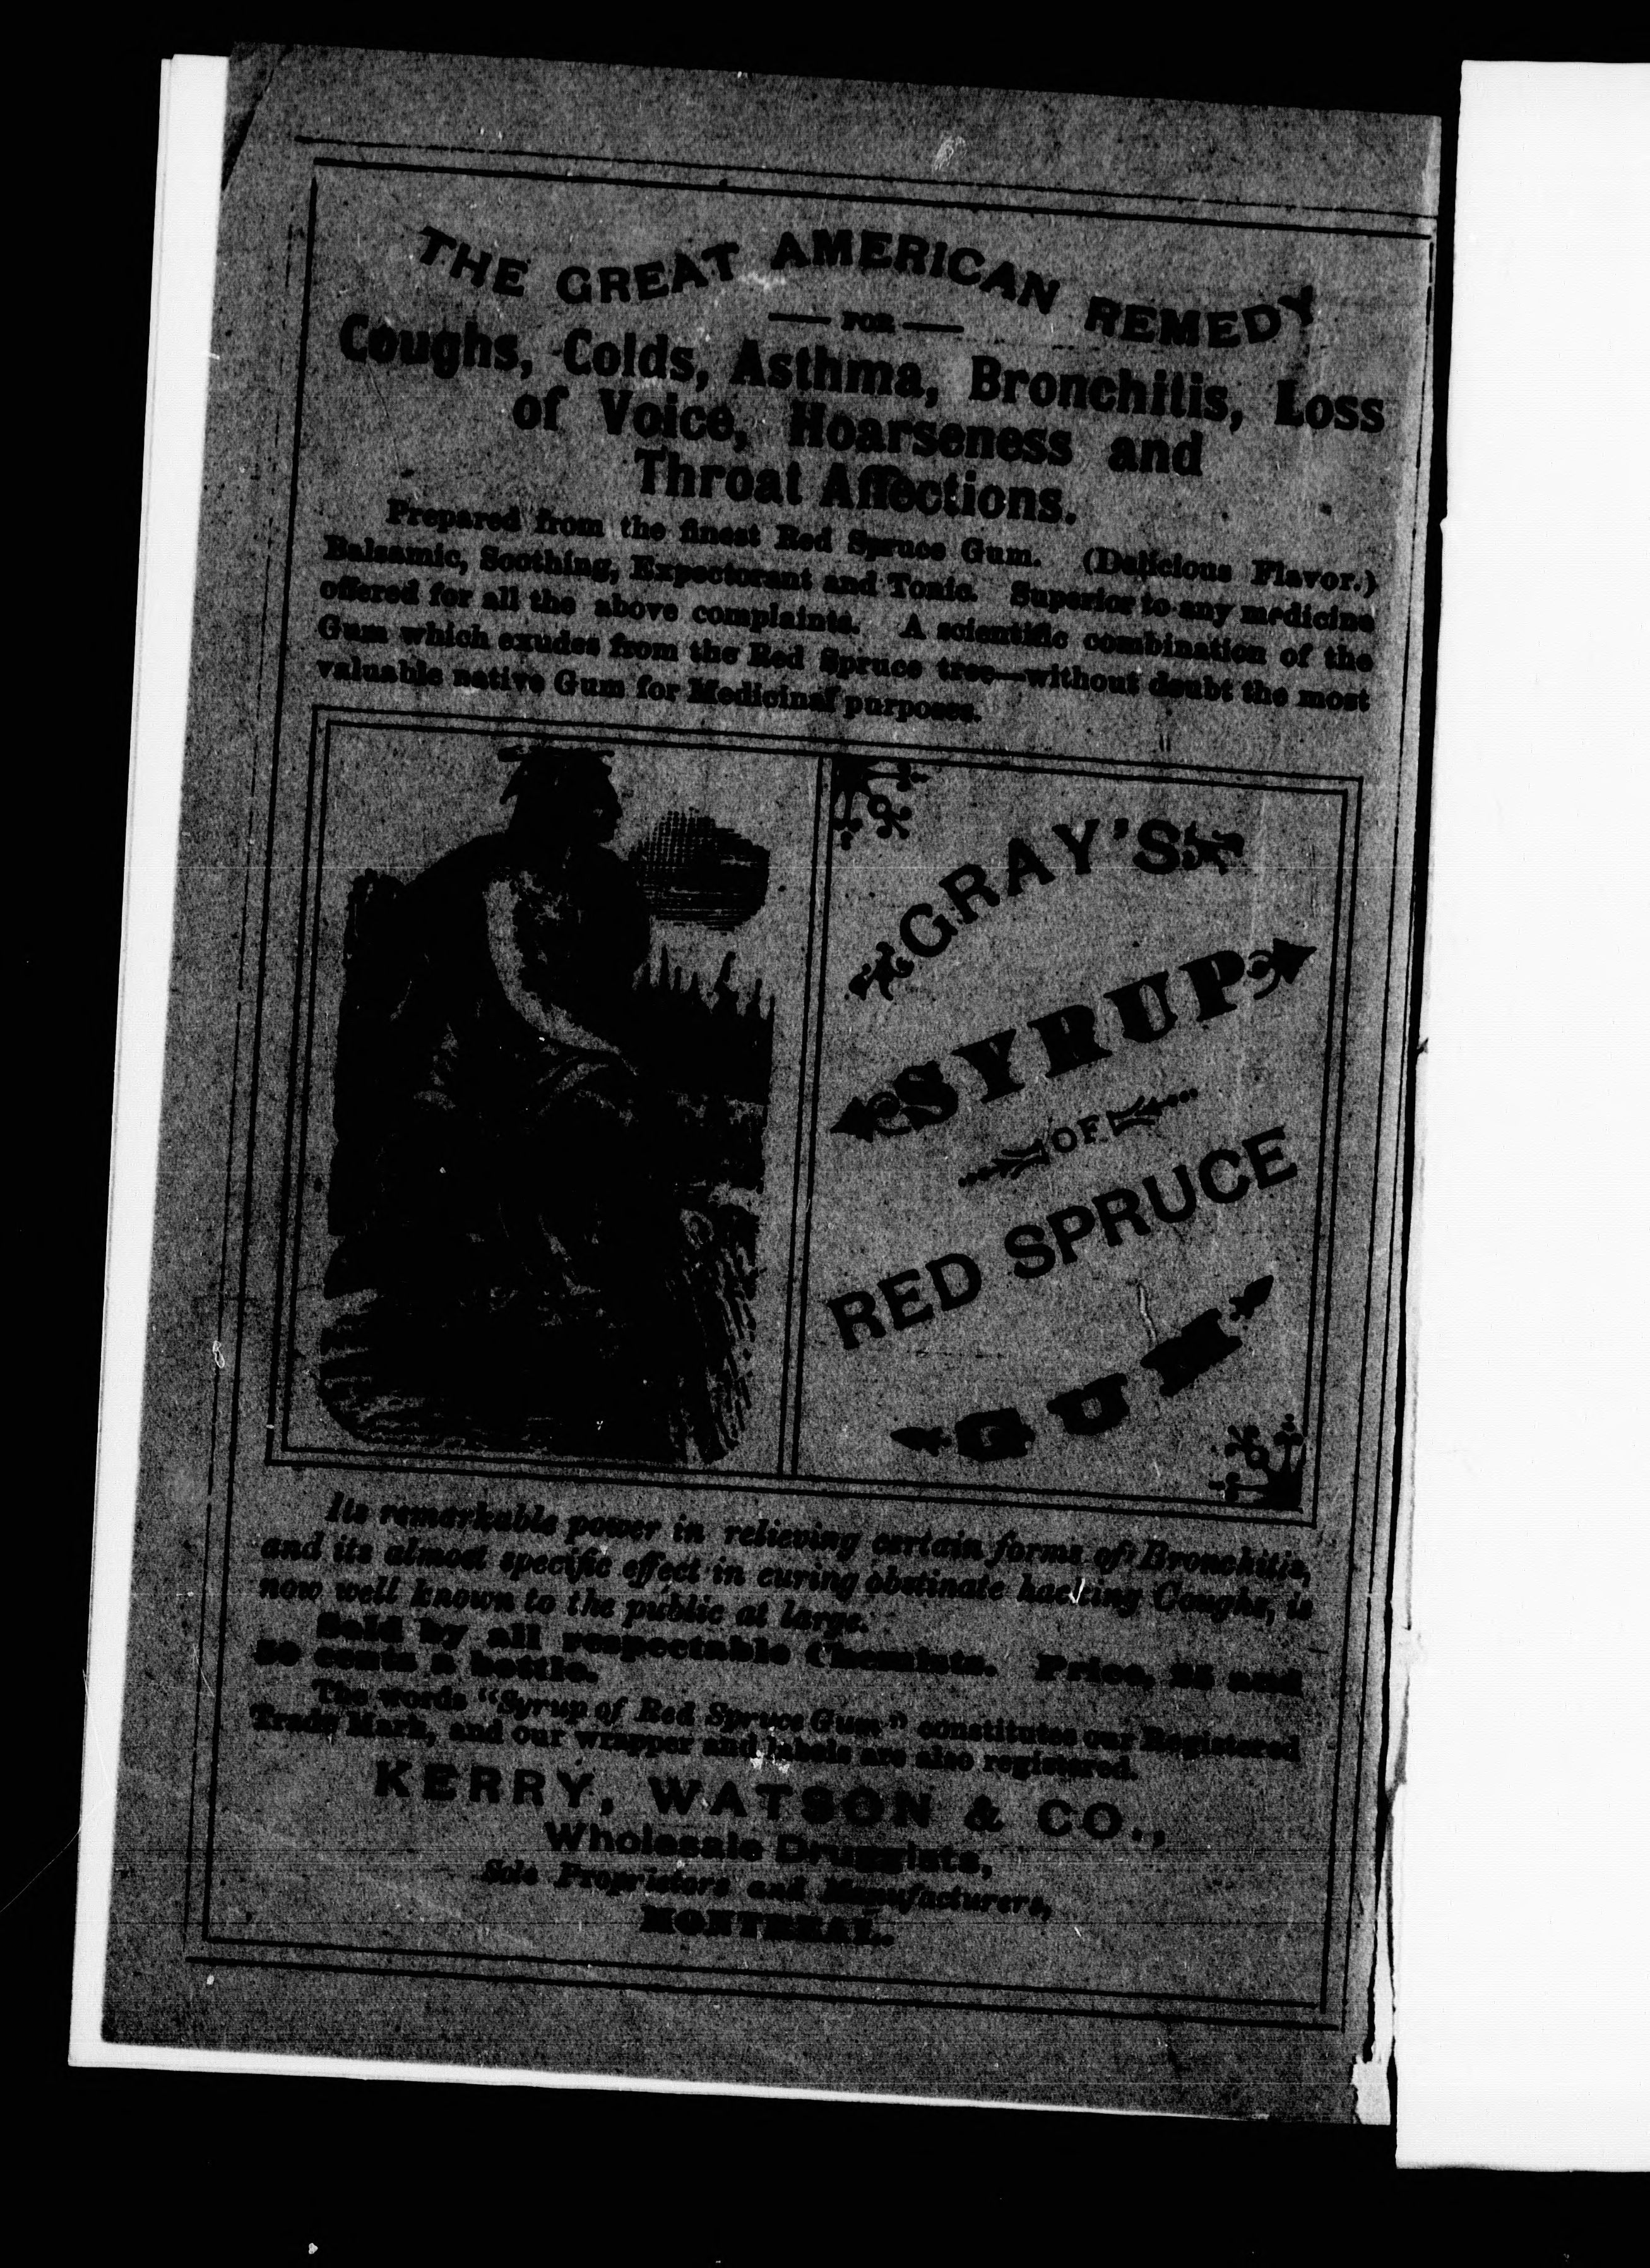 THE GREAT AMERICAN REMEDY
— FOR —
Coughs, Colds, Asthma, Bronchitis, Loss
of Voice, Hoarseness and
Throat Affections.
Prepared from the finest Red Spruce Gum. (Delicious Flavor.)
Balsamic, Soothing, Expectorant and Tonic. Superior to any medicine
offered for all the above complaints. A scientific combination of the
Gum which exudes from the Red Spruce tree—without doubt the most
valuable native Gum for Medicinal purposes.
GRAY'S
SYRUP
OF
RED SPRUCE
GUM
Its remarkable power in relieving certain forms of Bronchitis,
and its almost specific effect in curing obstinate hacking Coughs, is
now well known to the public at large.
Sold by all respectable Chemists. Price, 25 and
50 cents a bottle.
The words "Syrup of Red Spruce Gum" constitutes our Registered
Trade Mark, and our wrapper and labels are also registered.
KERRY, WATSON & CO.,
Wholesale Druggists,
Sole Proprietors and Manufacturers,
MONTREAL.